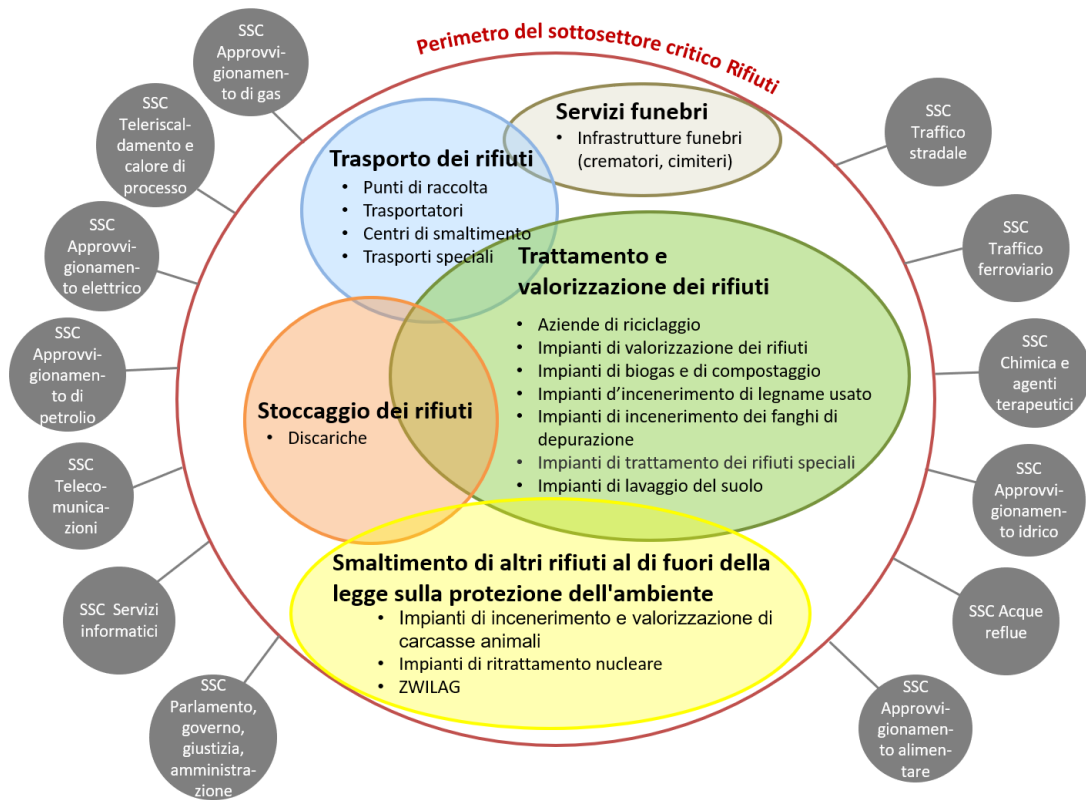 Perimetro del sottosettore critico Rifiuti
SSC
Approvvi-
gionamen-
to di gas
SSC
Teleriscal-
damento e
calore di
processo
SSC
Approvvi-
gionamen-
to elettrico
SSC
Approvvi-
gionamen-
to di
petrolio
SSC
Teleco-
munica-
zioni
SSC  Servizi
informatici
SSC
Parlamento,
governo,
giustizia,
amministra-
zione
Servizi funebri
• Infrastrutture funebri
(crematori, cimiteri)
Trasporto dei rifiuti
• Punti di raccolta
• Trasportatori
• Centri di smaltimento
• Trasporti speciali
Trattamento e
valorizzazione dei rifiuti
• Aziende di riciclaggio
• Impianti di valorizzazione dei rifiuti
• Impianti di biogas e di compostaggio
• Impianti d’incenerimento di legname usato
• Impianti di incenerimento dei fanghi di
depurazione
• Impianti di trattamento dei rifiuti speciali
• Impianti di lavaggio del suolo
Stoccaggio dei rifiuti
• Discariche
Smaltimento di altri rifiuti al di fuori della
legge sulla protezione dell'ambiente
• Impianti di incenerimento e valorizzazione di
carcasse animali
• Impianti di ritrattamento nucleare
• ZWILAG
SSC
Traffico
stradale
SSC
Traffico
ferroviario
SSC
Chimica e
agenti
terapeutici
SSC
Approvvi-
gionamen-
to idrico
SSC Acque
reflue
SSC
Approvvi-
gionamen-
to alimen-
tare